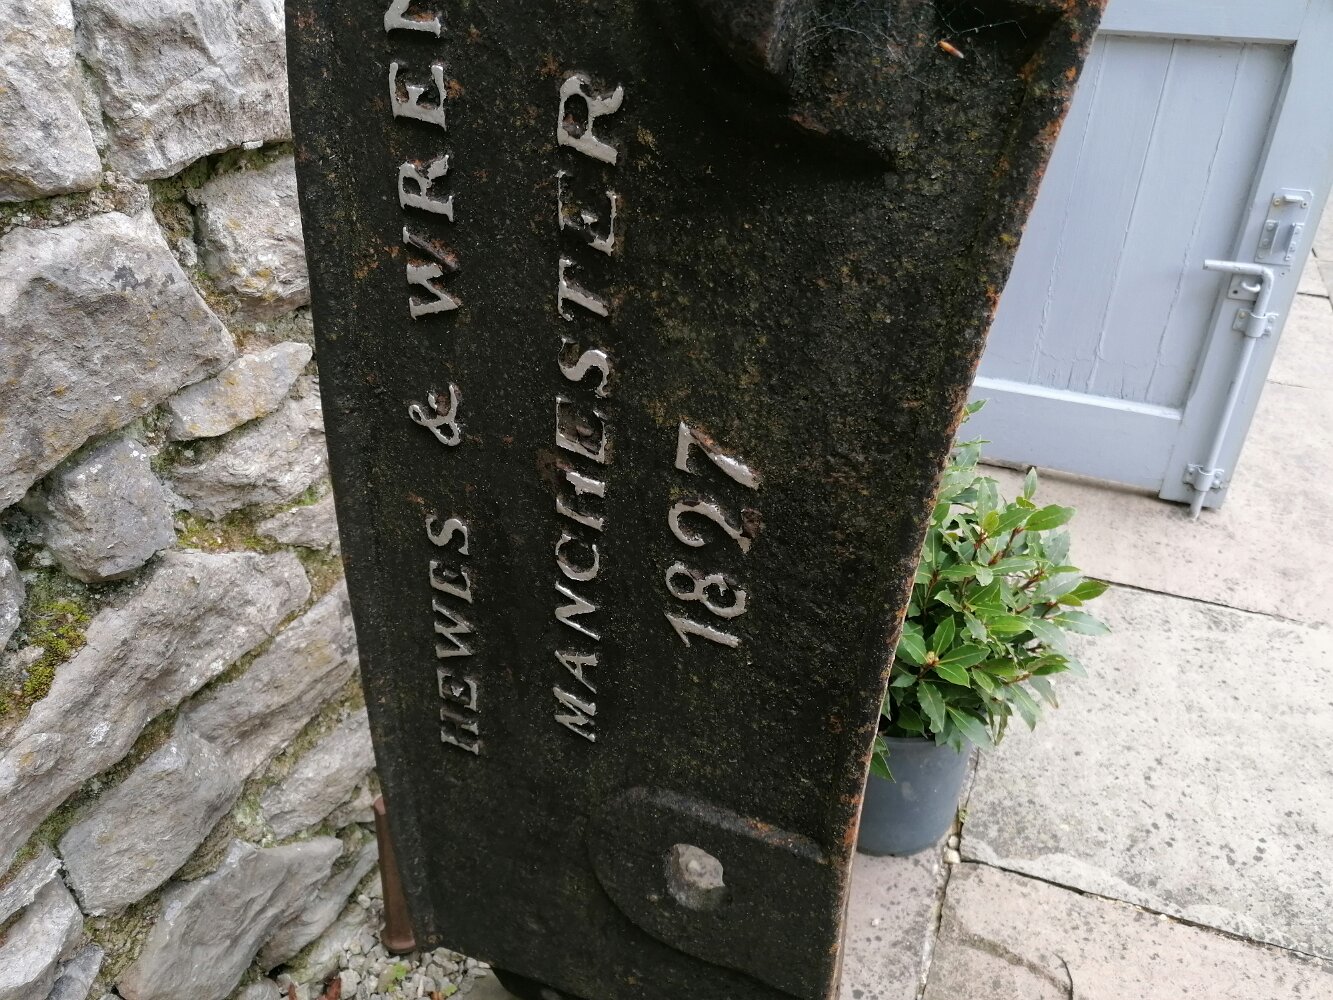 HEWES & WREN
MANCHESTER
1827